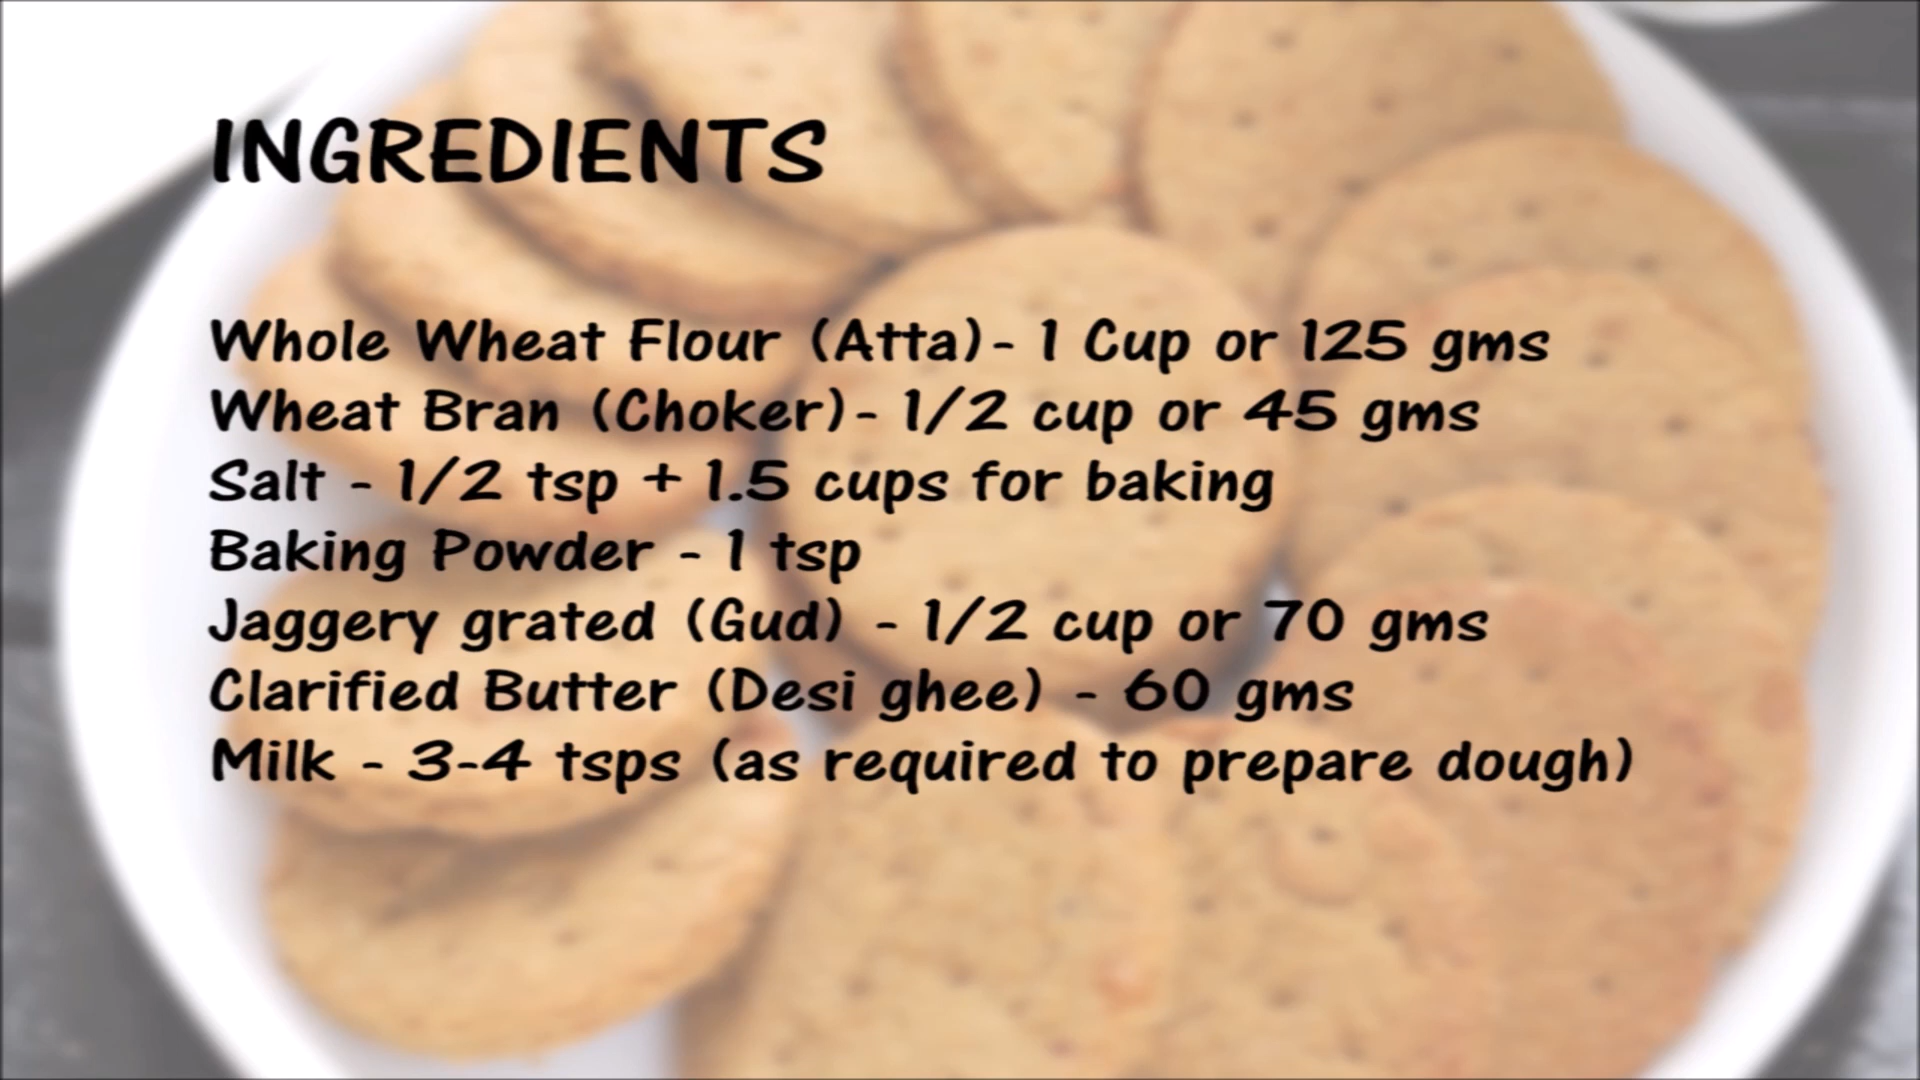 INGREDIENTS
Whole Wheat Flour (Atta)- 1 Cup or 125 gms
Wheat Bran (Choker)- 1/2 cup or 45 gms
Salt - 1/2 tsp + 1.5 cups for baking
Baking Powder - 1 tsp
Jaggery grated (Gud) - 1/2 cup or 70 gms
Clarified Butter (Desi ghee) - 60 gms
Milk - 3-4 tsps (as required to prepare dough)